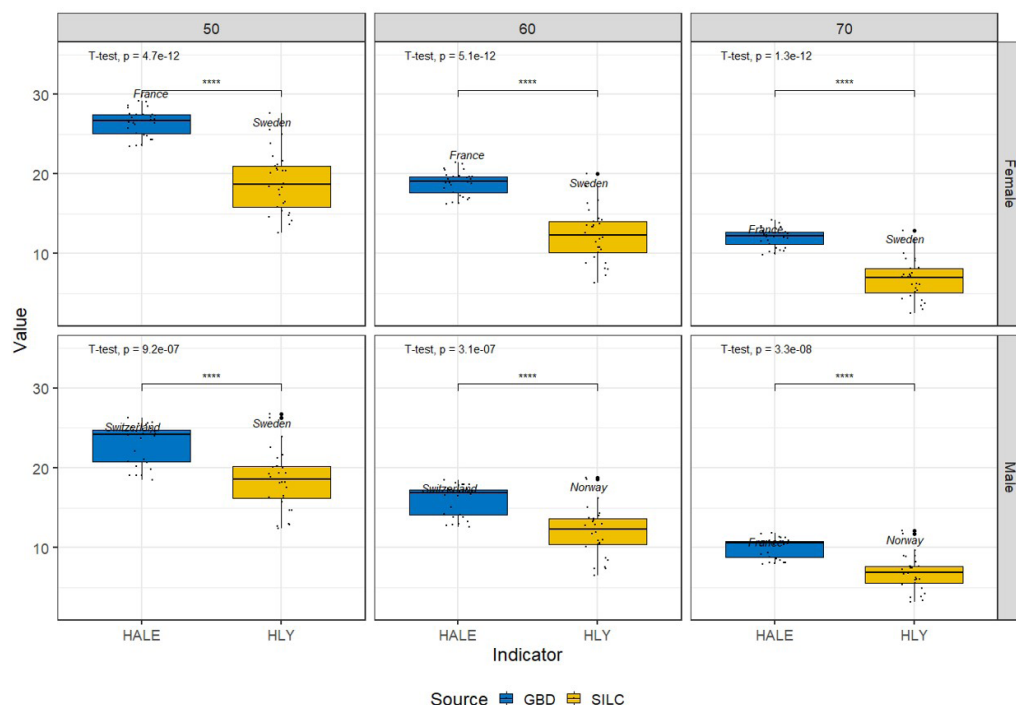 50 60 70
T-test, p = 4.7e-12 T-test, p = 5.1e-12 T-test, p = 1.3e-12
**** **** ****
France Sweden France Sweden France Sweden
30
20
10
Female
T-test, p = 9.2e-07 T-test, p = 3.1e-07 T-test, p = 3.3e-08
**** **** ****
Switzerland Sweden Switzerland Norway France Norway
30
20
10
Male
Value
HALE HLY HALE HLY HALE HLY
Indicator
Source GBD SILC